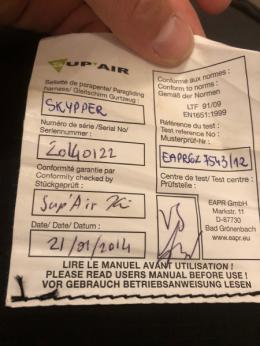 SUP'AIR
Sellette de parapente/ Paragliding
harness/ Gleitschirm Gurtzeug :
SKYPPER
Numéro de série /Serial No/
Seriennummer :
20140122
Conformité garantie par
Conformity checked by
Stückgeprüft :
Sup'Air
Date/ Date/ Datum :
21/01/2014
Conforme aux normes :
Conform to norms :
Gemäß der Normen
LTF 91/09
EN1651:1999
Référence du test :
Test reference No :
Musterprüf-Nr :
EAPR GZ 7543/12
Centre de test/ Test centre :
Prüfstelle :
EAPR GmbH
Markstr. 11
D-87730
Bad Grönenbach
www.eapr.eu
LIRE LE MANUEL AVANT UTILISATION !
PLEASE READ USERS MANUAL BEFORE USE !
VOR GEBRAUCH BETRIEBSANWEISUNG LESEN